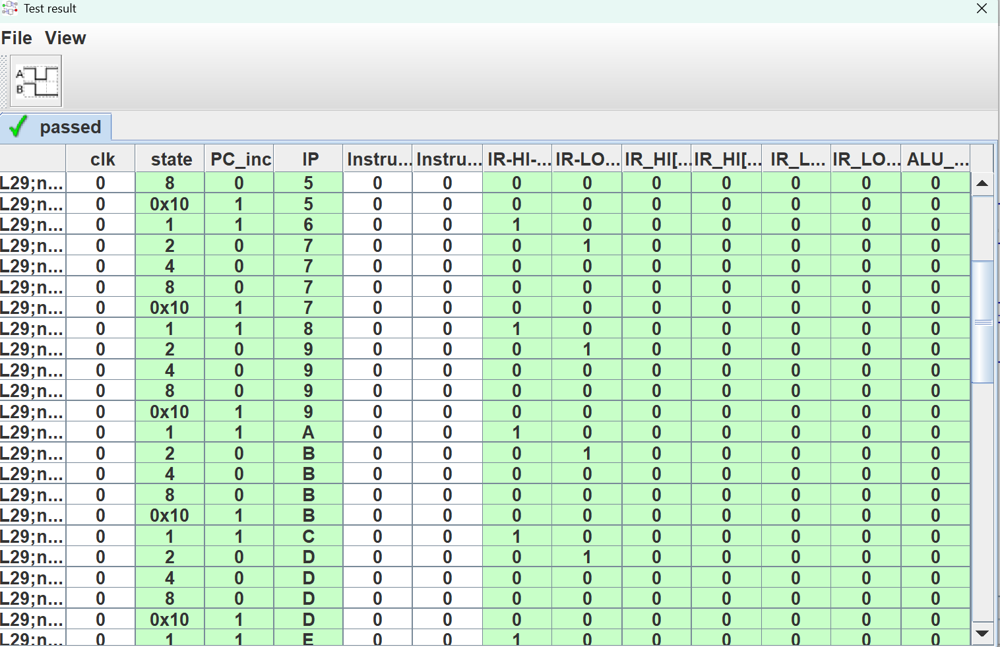 Test result
File View
A
B
passed
clk state PC_inc IP Instru... Instru... IR-HI-... IR-LO... IR_HI[... IR_HI[... IR_L... IR_LO... ALU_...
L29;n... 0 8 0 5 0 0 0 0 0 0 0 0 0
L29;n... 0 0x10 1 5 0 0 0 0 0 0 0 0 0
L29;n... 0 1 1 6 0 0 1 0 0 0 0 0 0
L29;n... 0 2 0 7 0 0 0 1 0 0 0 0 0
L29;n... 0 4 0 7 0 0 0 0 0 0 0 0 0
L29;n... 0 8 0 7 0 0 0 0 0 0 0 0 0
L29;n... 0 0x10 1 7 0 0 0 0 0 0 0 0 0
L29;n... 0 1 1 8 0 0 1 0 0 0 0 0 0
L29;n... 0 2 0 9 0 0 0 1 0 0 0 0 0
L29;n... 0 4 0 9 0 0 0 0 0 0 0 0 0
L29;n... 0 8 0 9 0 0 0 0 0 0 0 0 0
L29;n... 0 0x10 1 9 0 0 0 0 0 0 0 0 0
L29;n... 0 1 1 A 0 0 1 0 0 0 0 0 0
L29;n... 0 2 0 B 0 0 0 1 0 0 0 0 0
L29;n... 0 4 0 B 0 0 0 0 0 0 0 0 0
L29;n... 0 8 0 B 0 0 0 0 0 0 0 0 0
L29;n... 0 0x10 1 B 0 0 0 0 0 0 0 0 0
L29;n... 0 1 1 C 0 0 1 0 0 0 0 0 0
L29;n... 0 2 0 D 0 0 0 1 0 0 0 0 0
L29;n... 0 4 0 D 0 0 0 0 0 0 0 0 0
L29;n... 0 8 0 D 0 0 0 0 0 0 0 0 0
L29;n... 0 0x10 1 D 0 0 0 0 0 0 0 0 0
L29;n... 0 1 1 E 0 0 1 0 0 0 0 0 0